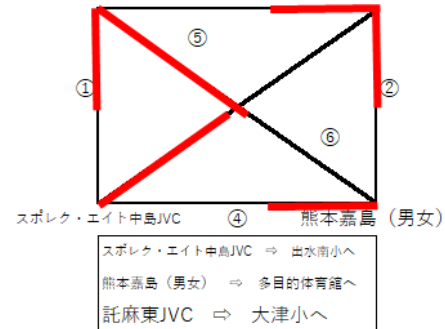 ⑤
① ②
⑥
スポレク・エイト中島JVC ④ 熊本嘉島（男女）
スポレク・エイト中島JVC ⇒ 出水南小へ
熊本嘉島（男女） ⇒ 多目的体育館へ
託麻東JVC ⇒ 大津小へ